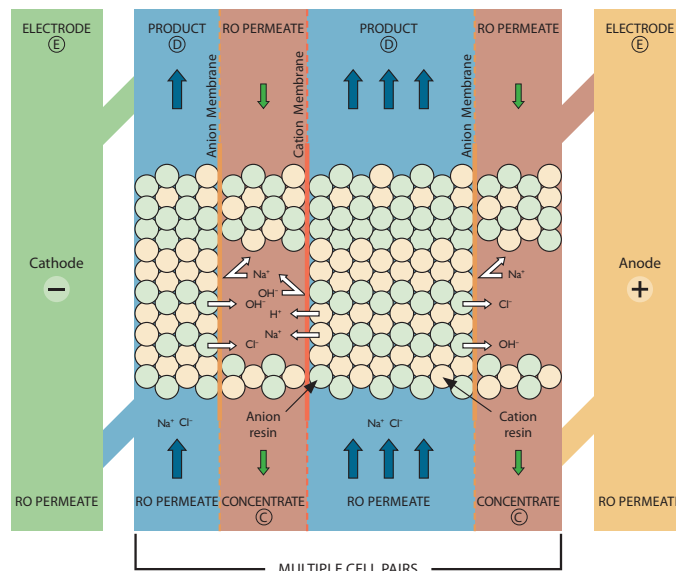 ELECTRODE
Ⓔ
PRODUCT
Ⓓ
RO PERMEATE
PRODUCT
Ⓓ
RO PERMEATE
ELECTRODE
Ⓔ
Anion Membrane
Cation Membrane
Anion Membrane
Cathode
−
Anode
+
Na⁺
OH⁻
OH⁻
H⁺
Na⁺
Cl⁻
Na⁺
Cl⁻
OH⁻
Na⁺ Cl⁻
Anion
resin
Na⁺ Cl⁻
Cation
resin
RO PERMEATE
RO PERMEATE
CONCENTRATE
Ⓒ
RO PERMEATE
CONCENTRATE
Ⓒ
RO PERMEATE
MULTIPLE CELL PAIRS